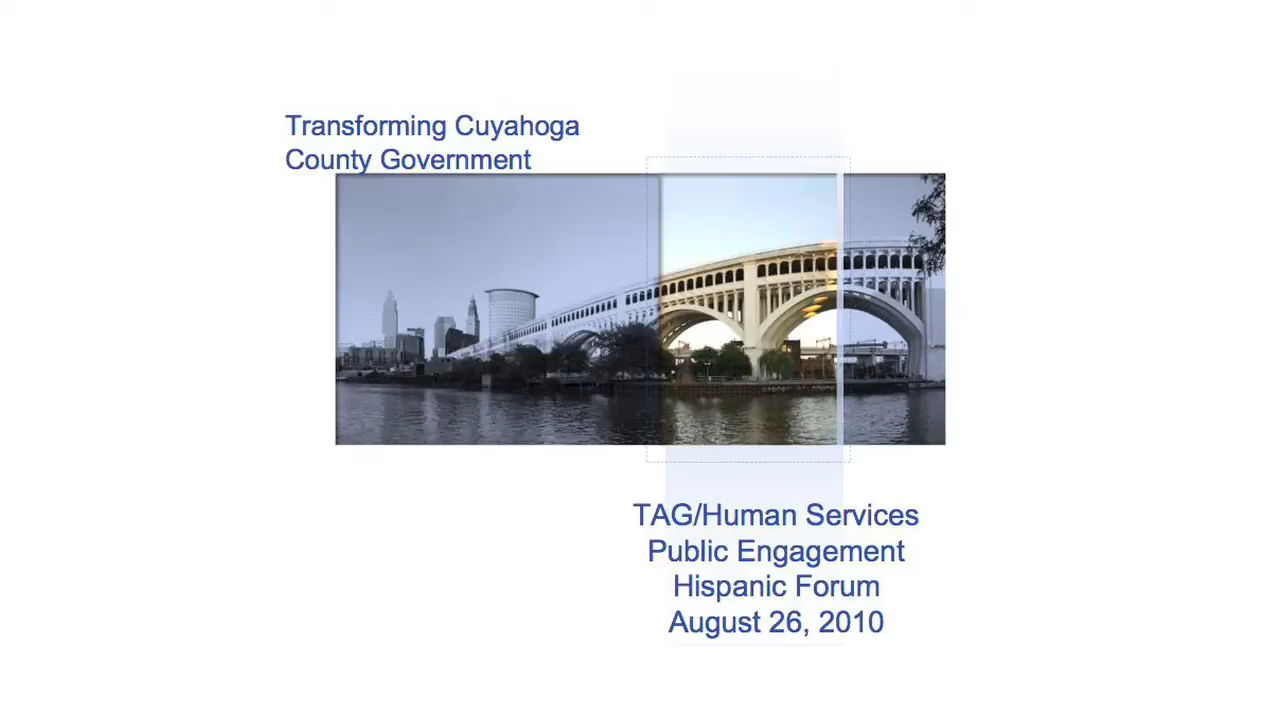 Transforming Cuyahoga
County Government
TAG/Human Services
Public Engagement
Hispanic Forum
August 26, 2010